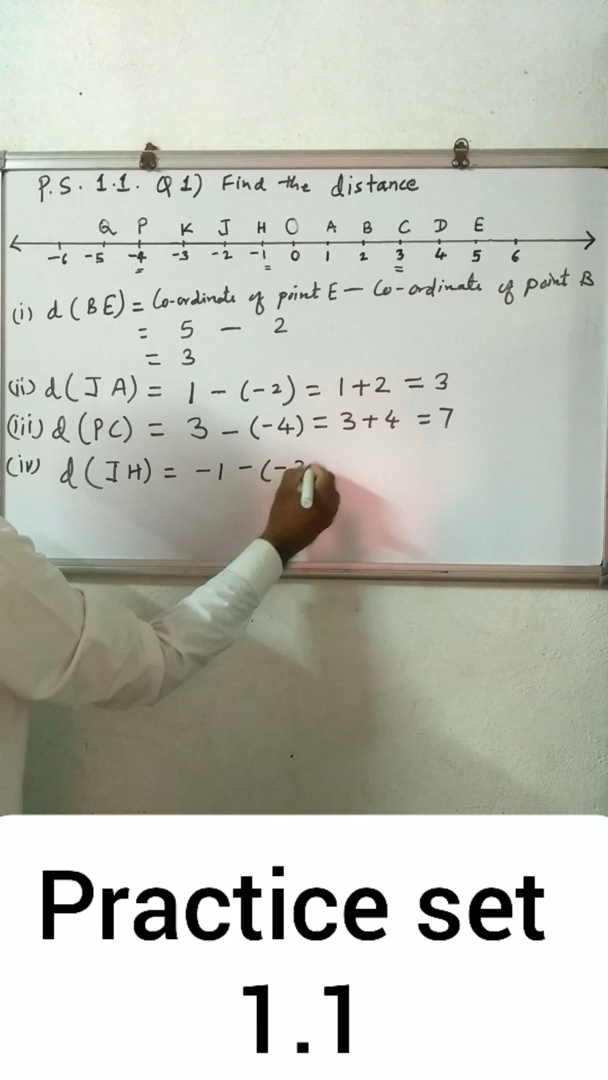 P.S. 1.1. Q 1) Find the distance
Q P K J H O A B C D E
-6 -5 -4 -3 -2 -1 0 1 2 3 4 5 6
(i) d(BE) = Co-ordinate of point E - Co-ordinate of point B
= 5 - 2
= 3
(ii) d(JA) = 1 - (-2) = 1+2 = 3
(iii) d(PC) = 3 - (-4) = 3+4 = 7
(iv) d(JH) = -1 - (-
Practice set
1.1